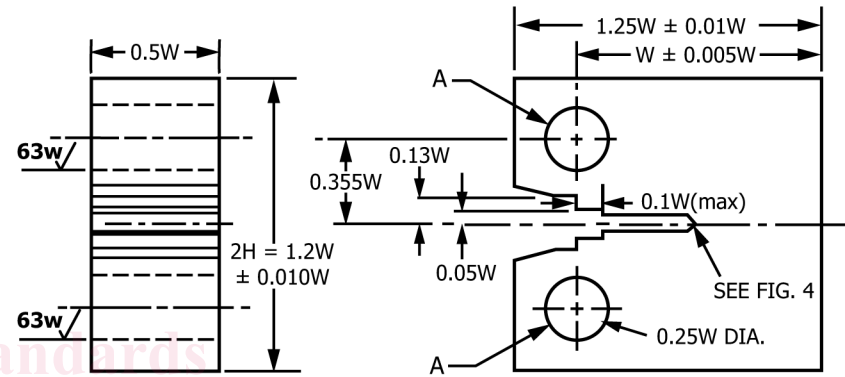 0.5W
1.25W ± 0.01W
W ± 0.005W
A
63w
0.13W
0.355W
0.1W(max)
2H = 1.2W
± 0.010W
0.05W
SEE FIG. 4
63w
0.25W DIA.
A
andards